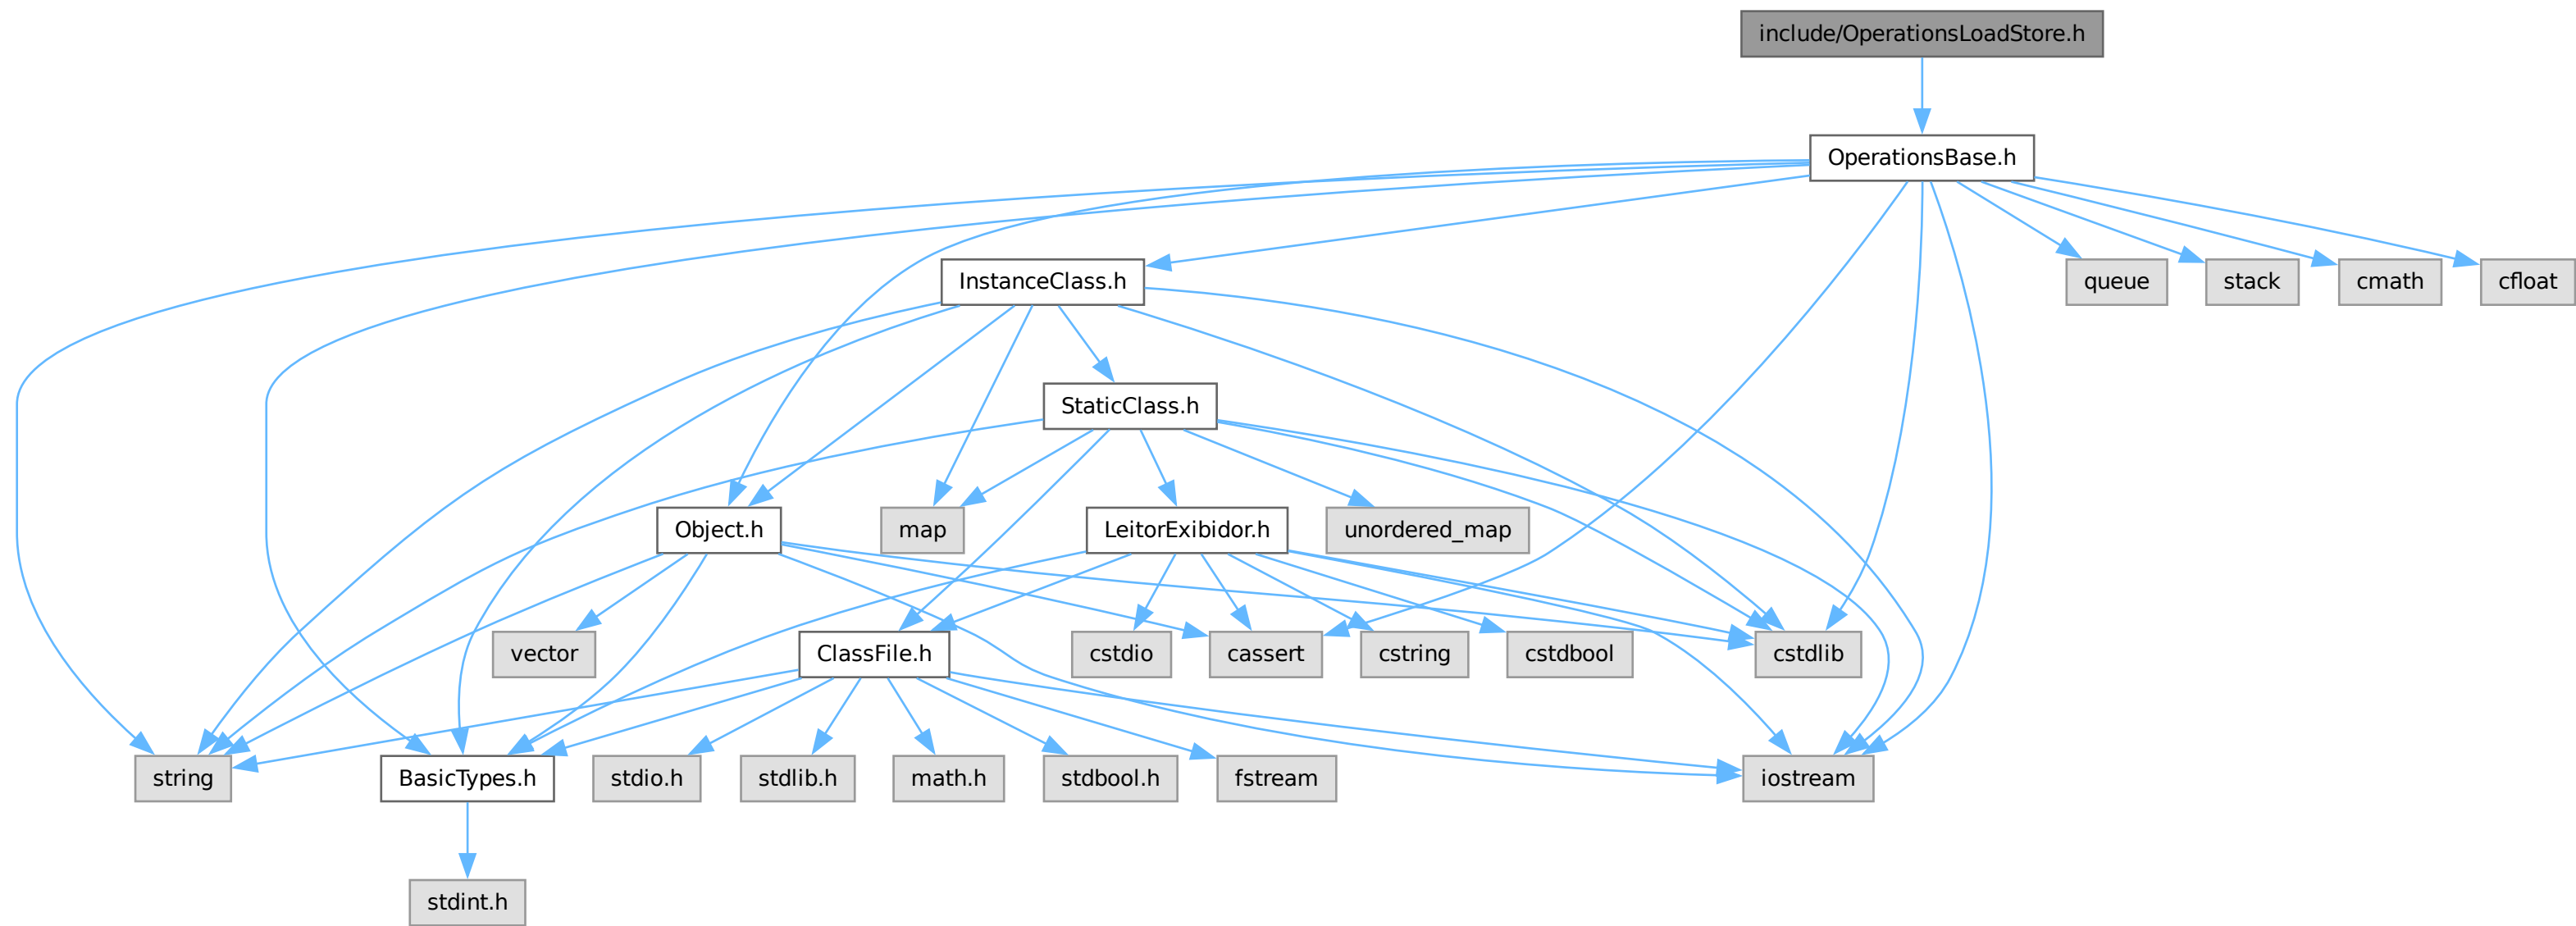 include/OperationsLoadStore.h
OperationsBase.h
InstanceClass.h
queue
stack
cmath
cfloat
StaticClass.h
Object.h
map
LeitorExibidor.h
unordered_map
vector
ClassFile.h
cstdio
cassert
cstring
cstdbool
cstdlib
string
BasicTypes.h
stdio.h
stdlib.h
math.h
stdbool.h
fstream
iostream
stdint.h